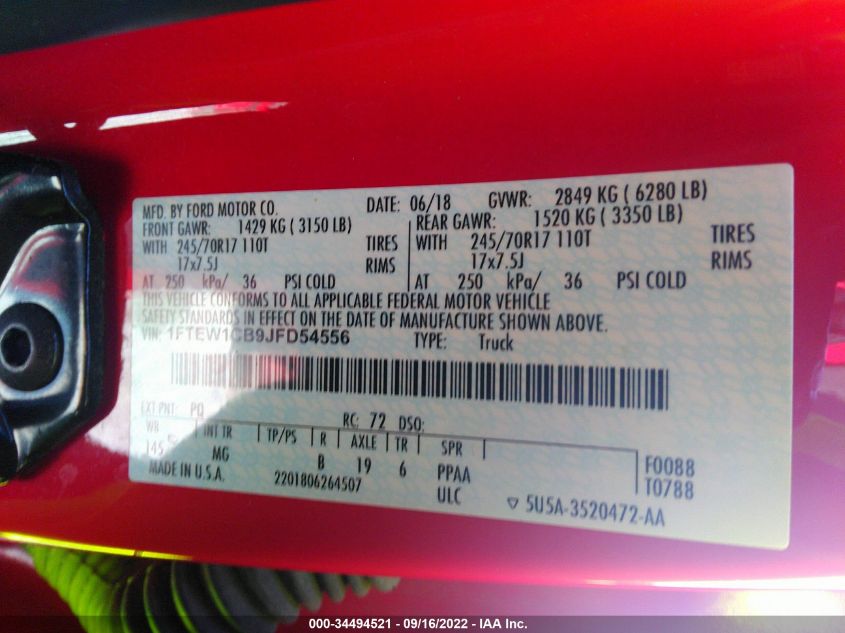 MFD. BY FORD MOTOR CO. DATE: 06/18 GVWR: 2849 KG ( 6280 LB)
FRONT GAWR: 1429 KG ( 3150 LB) REAR GAWR: 1520 KG ( 3350 LB)
WITH 245/70R17 110T TIRES WITH 245/70R17 110T TIRES
17x7.5J RIMS 17x7.5J RIMS
AT 250 kPa/ 36 PSI COLD AT 250 kPa/ 36 PSI COLD
THIS VEHICLE CONFORMS TO ALL APPLICABLE FEDERAL MOTOR VEHICLE
SAFETY STANDARDS IN EFFECT ON THE DATE OF MANUFACTURE SHOWN ABOVE.
VIN: 1FTEW1CB9JFD54556 TYPE: Truck
EXT PNT: PQ RC: 72 DSO:
WB INT TR TP/PS R AXLE TR SPR
145 MG B 19 6 PPAA F0088
MADE IN U.S.A. 2201806264507 ULC T0788
5U5A-3520472-AA
000-34494521 - 09/16/2022 - IAA Inc.